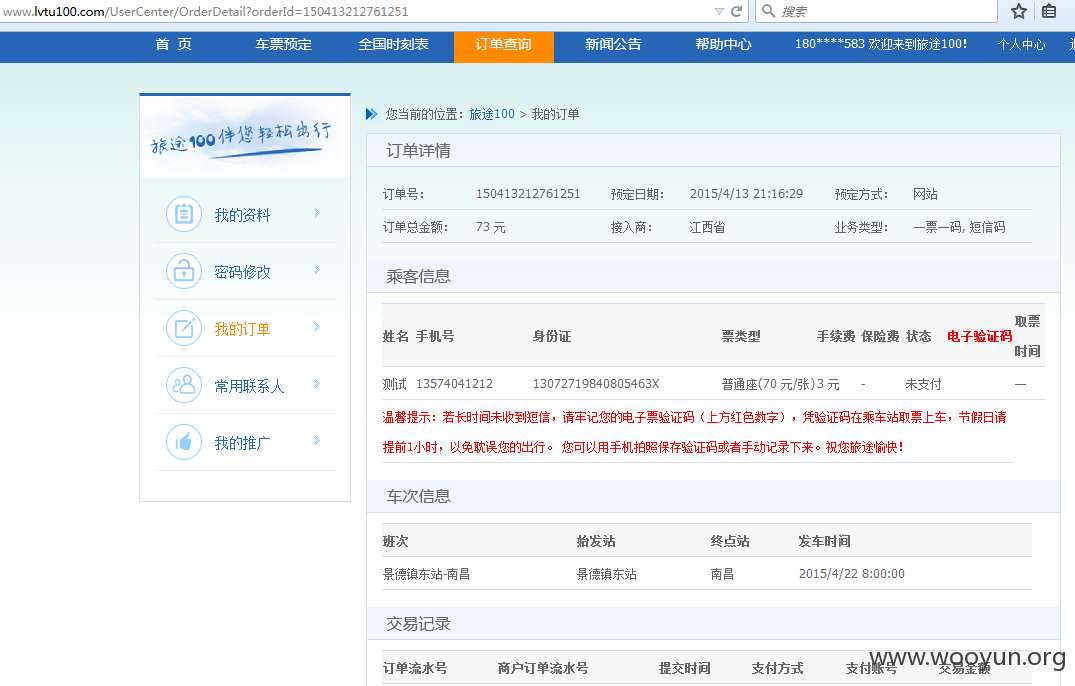 www.lvtu100.com/UserCenter/OrderDetail?orderId=150413212761251 搜索
首 页 车票预定 全国时刻表 订单查询 新闻公告 帮助中心 180****583 欢迎来到旅途100! 个人中心
旅途100伴您轻松出行
您当前的位置：旅途100 > 我的订单
我的资料
密码修改
我的订单
常用联系人
我的推广
订单详情
订单号： 150413212761251 预定日期： 2015/4/13 21:16:29 预定方式： 网站
订单总金额： 73 元 接入商： 江西省 业务类型： 一票一码, 短信码
乘客信息
姓名 手机号 身份证 票类型 手续费 保险费 状态 电子验证码 取票时间
测试 13574041212 13072719840805463X 普通座(70 元/张) 3 元 - 未支付 —
温馨提示：若长时间未收到短信，请牢记您的电子票验证码（上方红色数字），凭验证码在乘车站取票上车，节假日请
提前1小时，以免耽误您的出行。 您可以用手机拍照保存验证码或者手动记录下来。祝您旅途愉快！
车次信息
班次 始发站 终点站 发车时间
景德镇东站-南昌 景德镇东站 南昌 2015/4/22 8:00:00
交易记录
订单流水号 商户订单流水号 提交时间 支付方式 支付账号 交易金额
www.wooyun.org